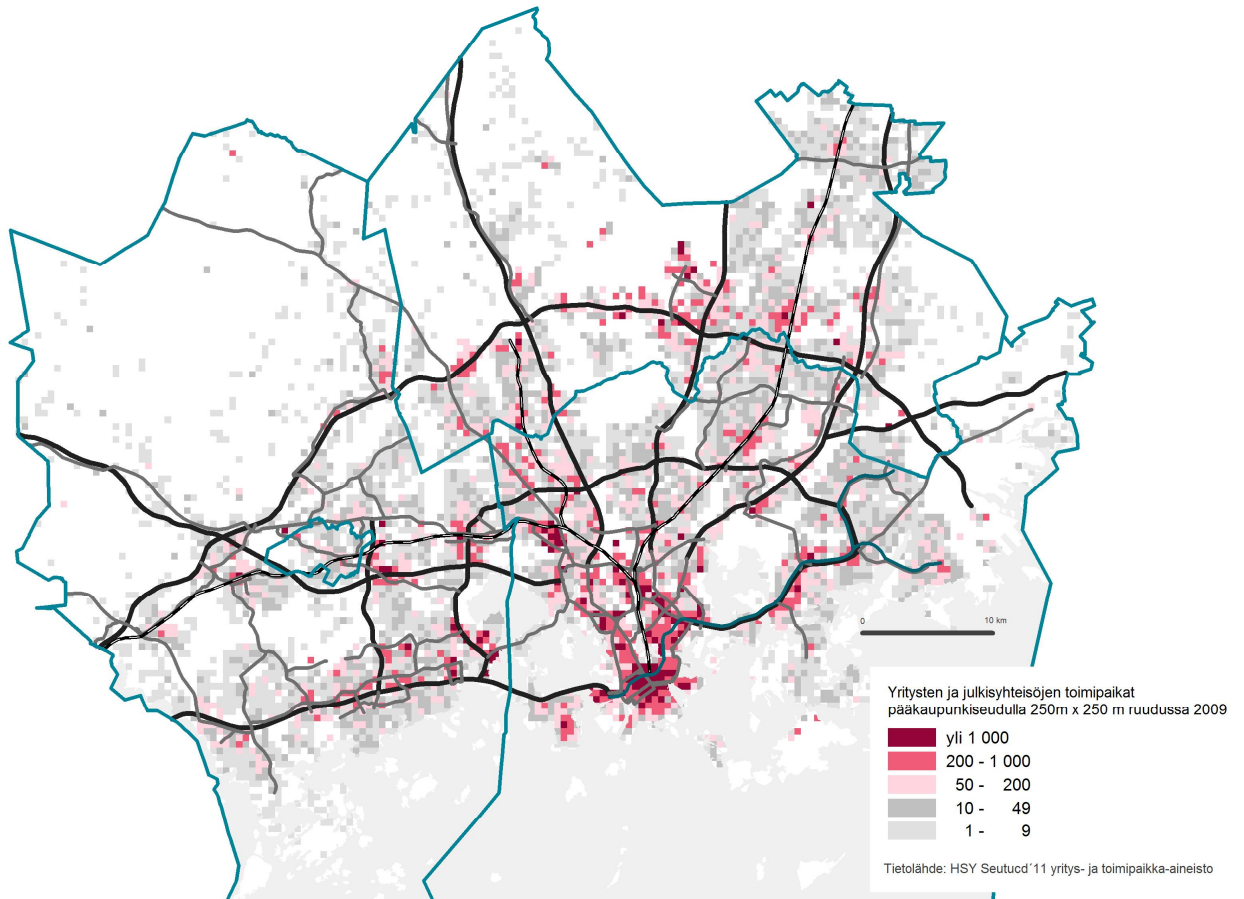 0 10 km
Yritysten ja julkisyhteisöjen toimipaikat
pääkaupunkiseudulla 250m x 250 m ruudussa 2009
yli 1 000
200 - 1 000
50 - 200
10 - 49
1 - 9
Tietolähde: HSY Seutucd´11 yritys- ja toimipaikka-aineisto